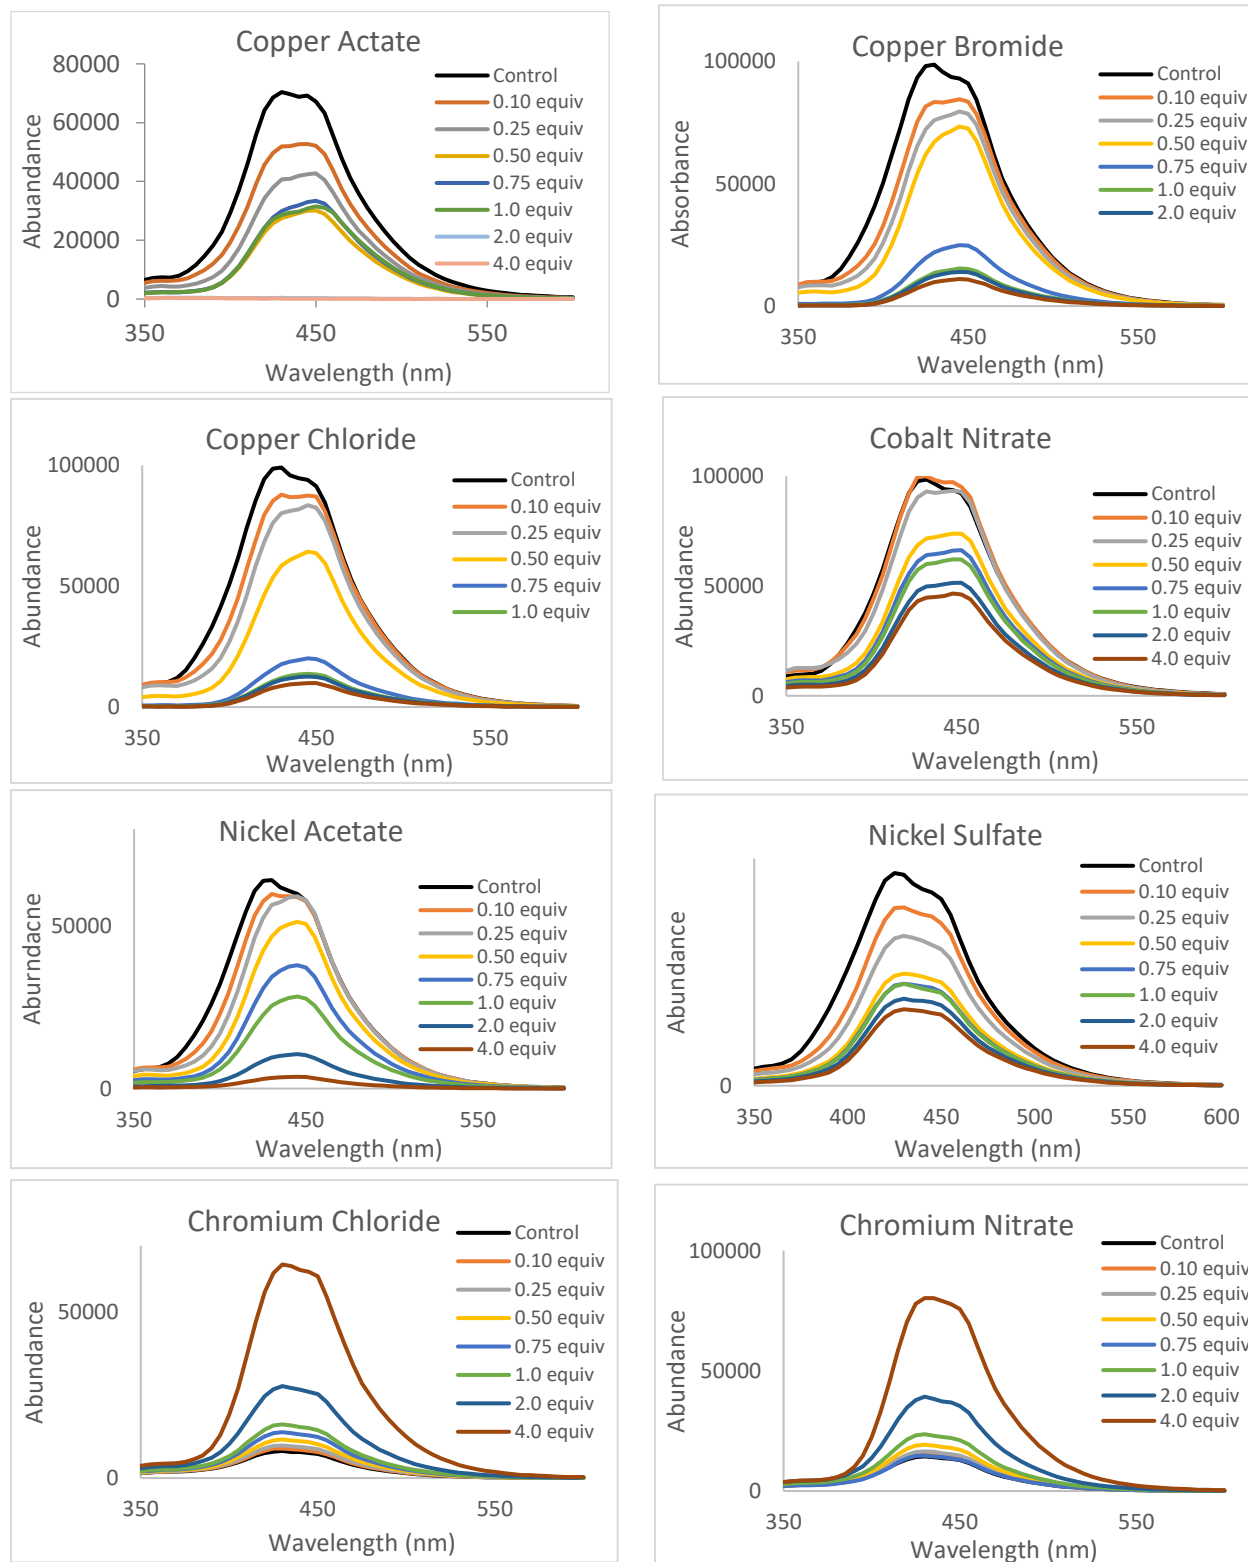 Copper Actate
80000
60000
40000
20000
0
350
450
550
Abuandance
Wavelength (nm)
Control
0.10 equiv
0.25 equiv
0.50 equiv
0.75 equiv
1.0 equiv
2.0 equiv
4.0 equiv
Copper Bromide
100000
50000
0
350
450
550
Absorbance
Wavelength (nm)
Control
0.10 equiv
0.25 equiv
0.50 equiv
0.75 equiv
1.0 equiv
2.0 equiv
Copper Chloride
100000
50000
0
350
450
550
Abundance
Wavelength (nm)
Control
0.10 equiv
0.25 equiv
0.50 equiv
0.75 equiv
1.0 equiv
Cobalt Nitrate
100000
50000
0
350
450
550
Abundance
Wavelength (nm)
Control
0.10 equiv
0.25 equiv
0.50 equiv
0.75 equiv
1.0 equiv
2.0 equiv
4.0 equiv
Nickel Acetate
50000
0
350
450
550
Aburndacne
Wavelength (nm)
Control
0.10 equiv
0.25 equiv
0.50 equiv
0.75 equiv
1.0 equiv
2.0 equiv
4.0 equiv
Nickel Sulfate
0
350
400
450
500
550
600
Abundance
Wavelength (nm)
Control
0.10 equiv
0.25 equiv
0.50 equiv
0.75 equiv
1.0 equiv
2.0 equiv
4.0 equiv
Chromium Chloride
50000
0
350
450
550
Abundance
Wavelength (nm)
Control
0.10 equiv
0.25 equiv
0.50 equiv
0.75 equiv
1.0 equiv
2.0 equiv
4.0 equiv
Chromium Nitrate
100000
50000
0
350
450
550
Abundance
Wavelength (nm)
Control
0.10 equiv
0.25 equiv
0.50 equiv
0.75 equiv
1.0 equiv
2.0 equiv
4.0 equiv